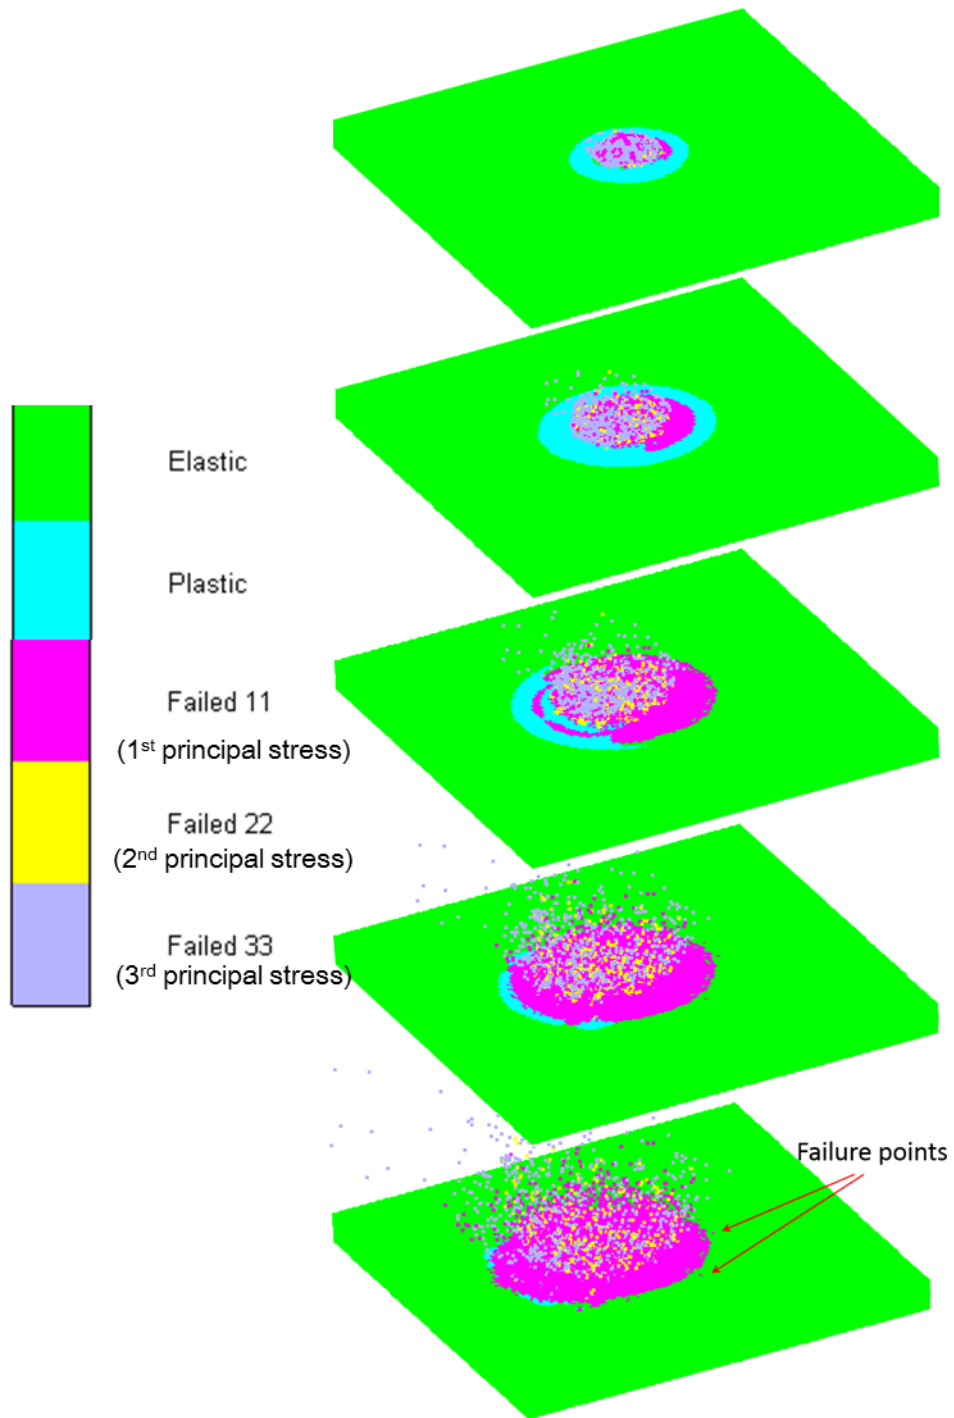 Elastic
Plastic
Failed 11
(1st principal stress)
Failed 22
(2nd principal stress)
Failed 33
(3rd principal stress)
Failure points